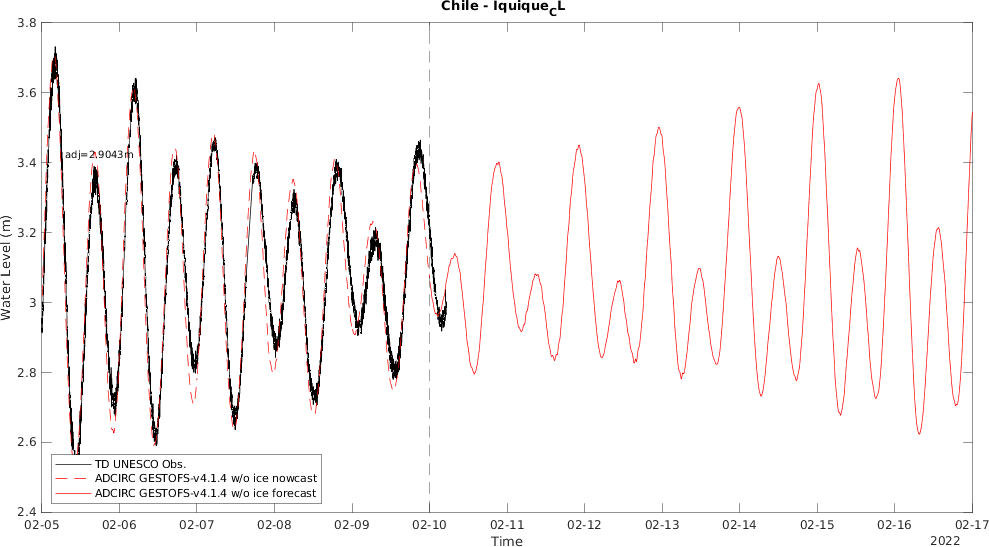 Chile - Iquique_CL
3.8
3.6
3.4
3.2
3
2.8
2.6
2.4
Water Level (m)
adj=2.9043m
TD UNESCO Obs.
ADCIRC GESTOFS-v4.1.4 w/o ice nowcast
ADCIRC GESTOFS-v4.1.4 w/o ice forecast
02-05 02-06 02-07 02-08 02-09 02-10 02-11 02-12 02-13 02-14 02-15 02-16 02-17
Time
2022